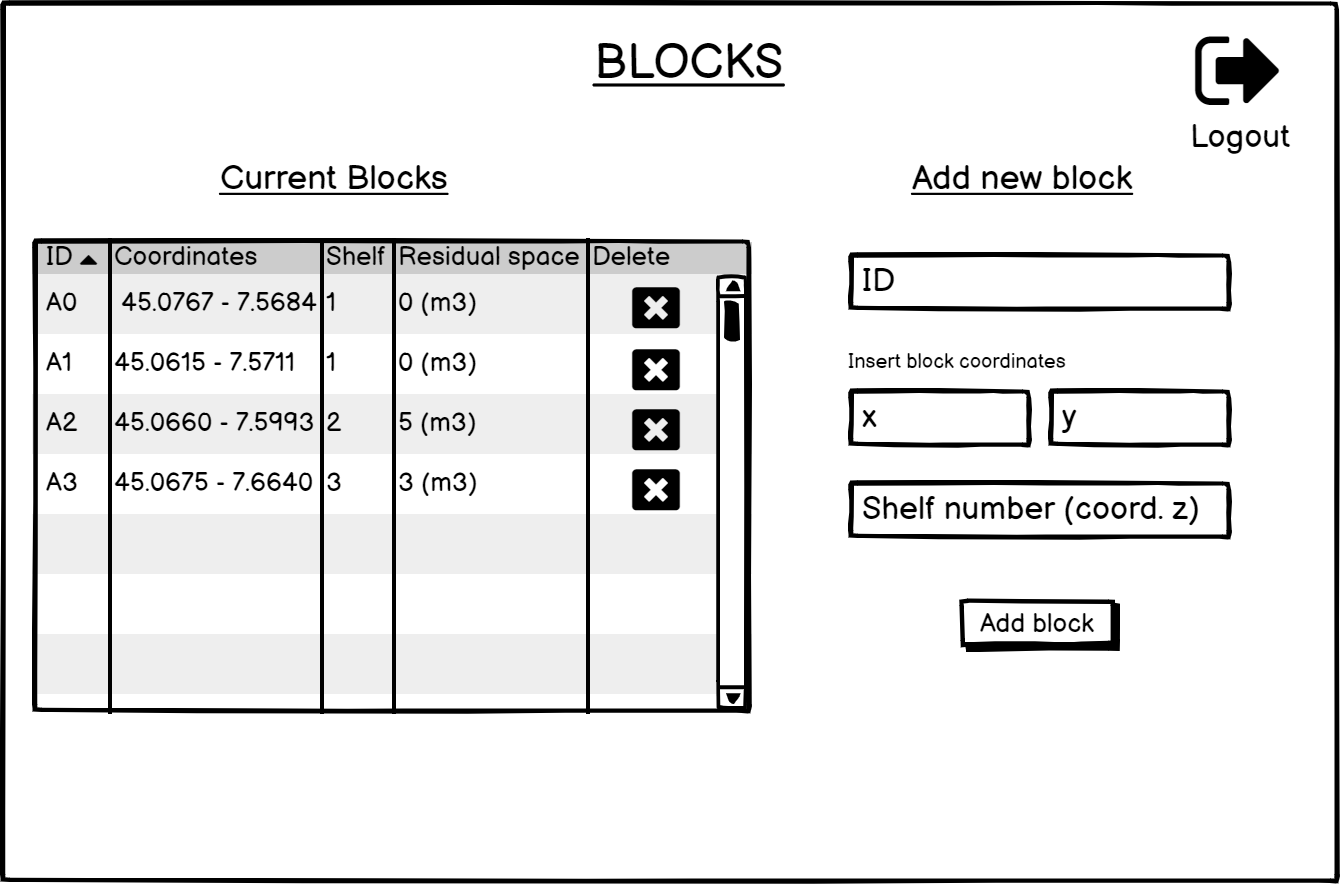 BLOCKS
Logout
Current Blocks
ID Coordinates Shelf Residual space Delete
A0 45.0767 - 7.5684 1 0 (m3)
A1 45.0615 - 7.5711 1 0 (m3)
A2 45.0660 - 7.5993 2 5 (m3)
A3 45.0675 - 7.6640 3 3 (m3)
Add new block
ID
Insert block coordinates
x y
Shelf number (coord. z)
Add block